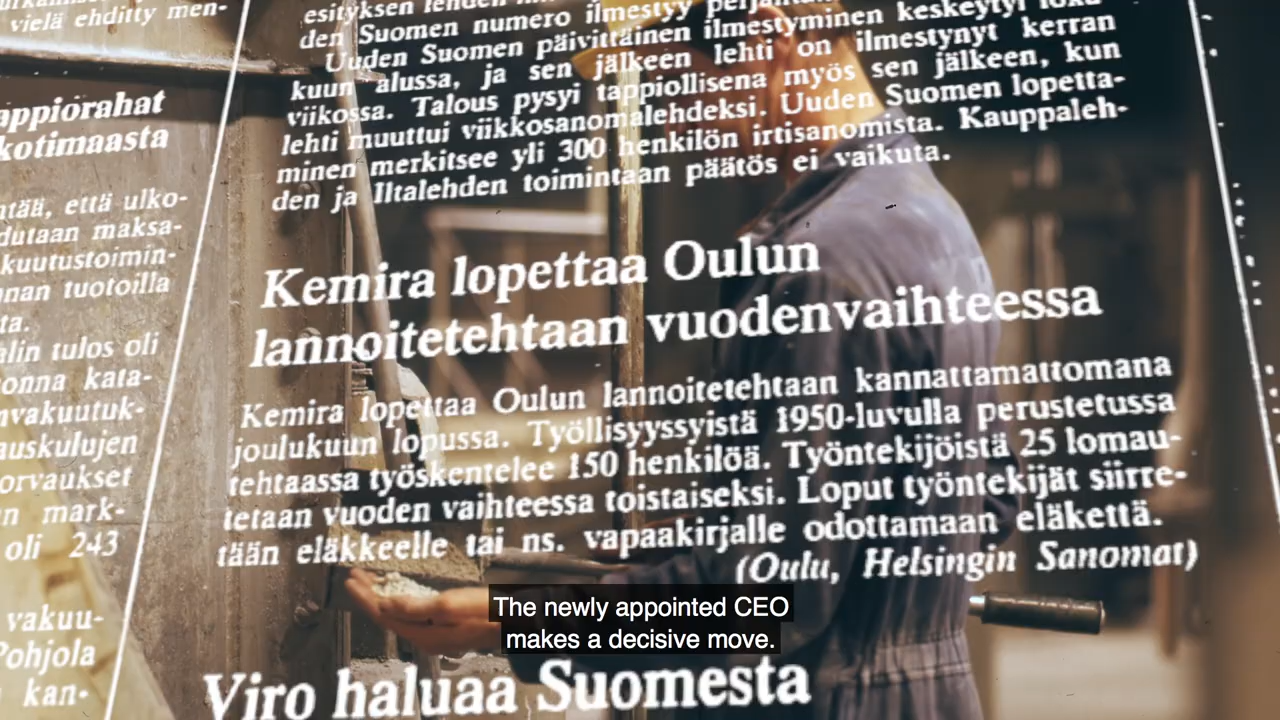 vielä ehditty men-
appiorahat
kotimaasta
ntää, että ulko-
dutaan maksa-
kuutustoimin-
nnan tuotoilla
ta.
alin tulos oli
onna kata-
nvakuutuk-
auskulujen
orvaukset
n mark-
oli 243
vakuu-
Pohjola
kan-
esityksen lehden
den Suomen numero ilmestyy
Uuden Suomen päivittäinen ilmestyminen keskeytyi loka-
kuun alussa, ja sen jälkeen lehti on ilmestynyt kerran
viikossa. Talous pysyi tappiollisena myös sen jälkeen, kun
lehti muuttui viikkosanomalehdeksi. Uuden Suomen lopetta-
minen merkitsee yli 300 henkilön irtisanomista. Kauppaleh-
den ja Iltalehden toimintaan päätös ei vaikuta.
Kemira lopettaa Oulun
lannoitetehtaan vuodenvaihteessa
Kemira lopettaa Oulun lannoitetehtaan kannattamattomana
joulukuun lopussa. Työllisyyssyistä 1950-luvulla perustetussa
tehtaassa työskentelee 150 henkilöä. Työntekijöistä 25 lomau-
tetaan vuoden vaihteessa toistaiseksi. Loput työntekijät siirre-
tään eläkkeelle tai ns. vapaakirjalle odottamaan eläkettä.
(Oulu, Helsingin Sanomat)
The newly appointed CEO
makes a decisive move.
Viro haluaa Suomesta